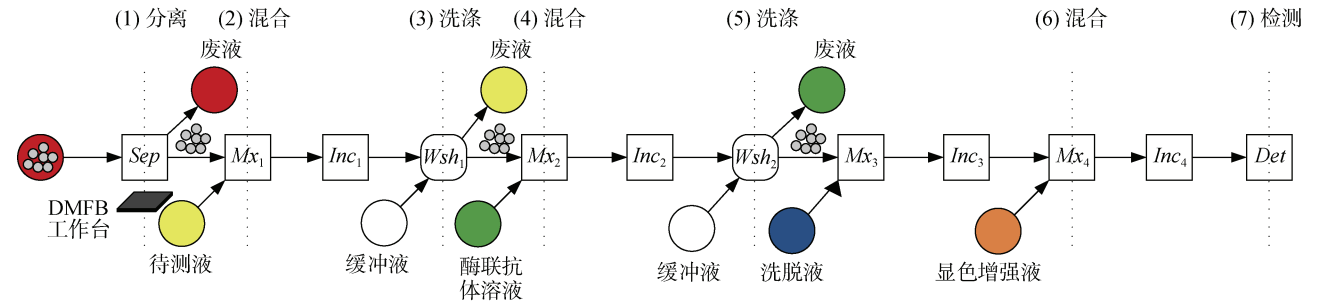 (1) 分离
(2) 混合
(3) 洗涤
(4) 混合
(5) 洗涤
(6) 混合
(7) 检测
废液
废液
废液
Sep
Mx1
Inc1
Wsh1
Mx2
Inc2
Wsh2
Mx3
Inc3
Mx4
Inc4
Det
DMFB
工作台
待测液
缓冲液
酶联抗
体溶液
缓冲液
洗脱液
显色增强液